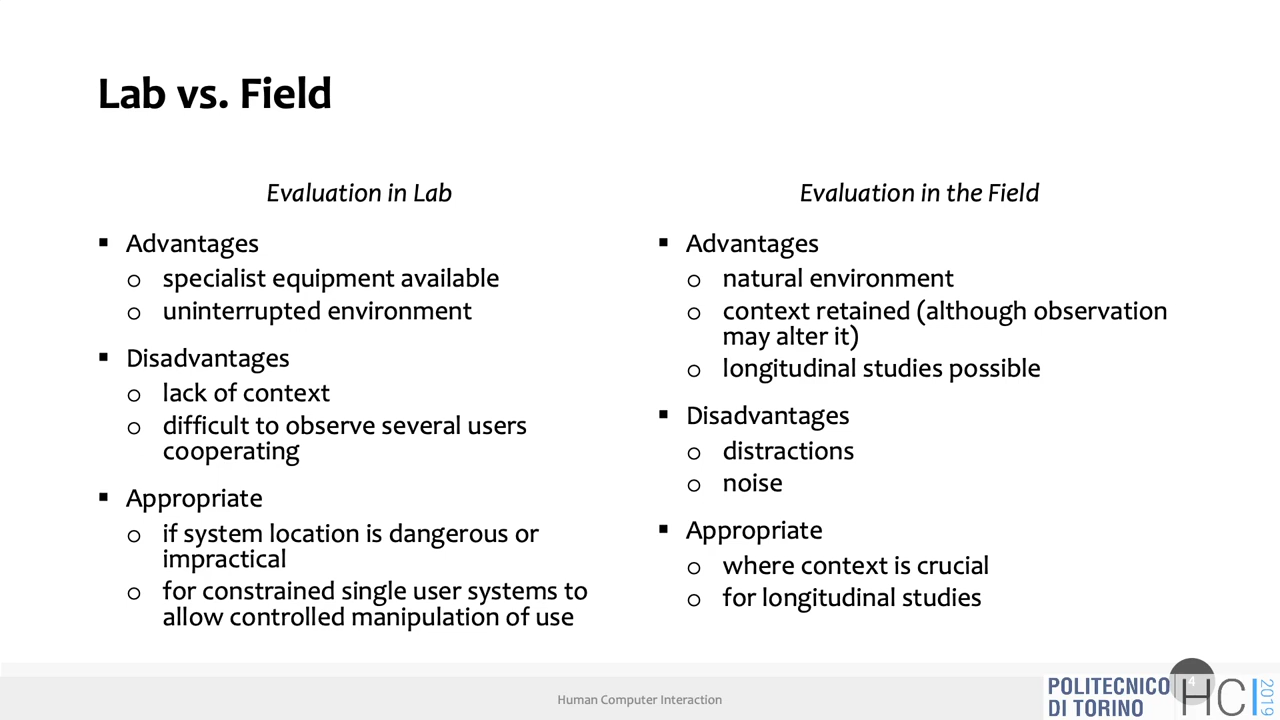 Lab vs. Field
Evaluation in Lab
▪ Advantages
o specialist equipment available
o uninterrupted environment
▪ Disadvantages
o lack of context
o difficult to observe several users
cooperating
▪ Appropriate
o if system location is dangerous or
impractical
o for constrained single user systems to
allow controlled manipulation of use
Evaluation in the Field
▪ Advantages
o natural environment
o context retained (although observation
may alter it)
o longitudinal studies possible
▪ Disadvantages
o distractions
o noise
▪ Appropriate
o where context is crucial
o for longitudinal studies
Human Computer Interaction
POLITECNICO
DI TORINO
4
HCI
2019